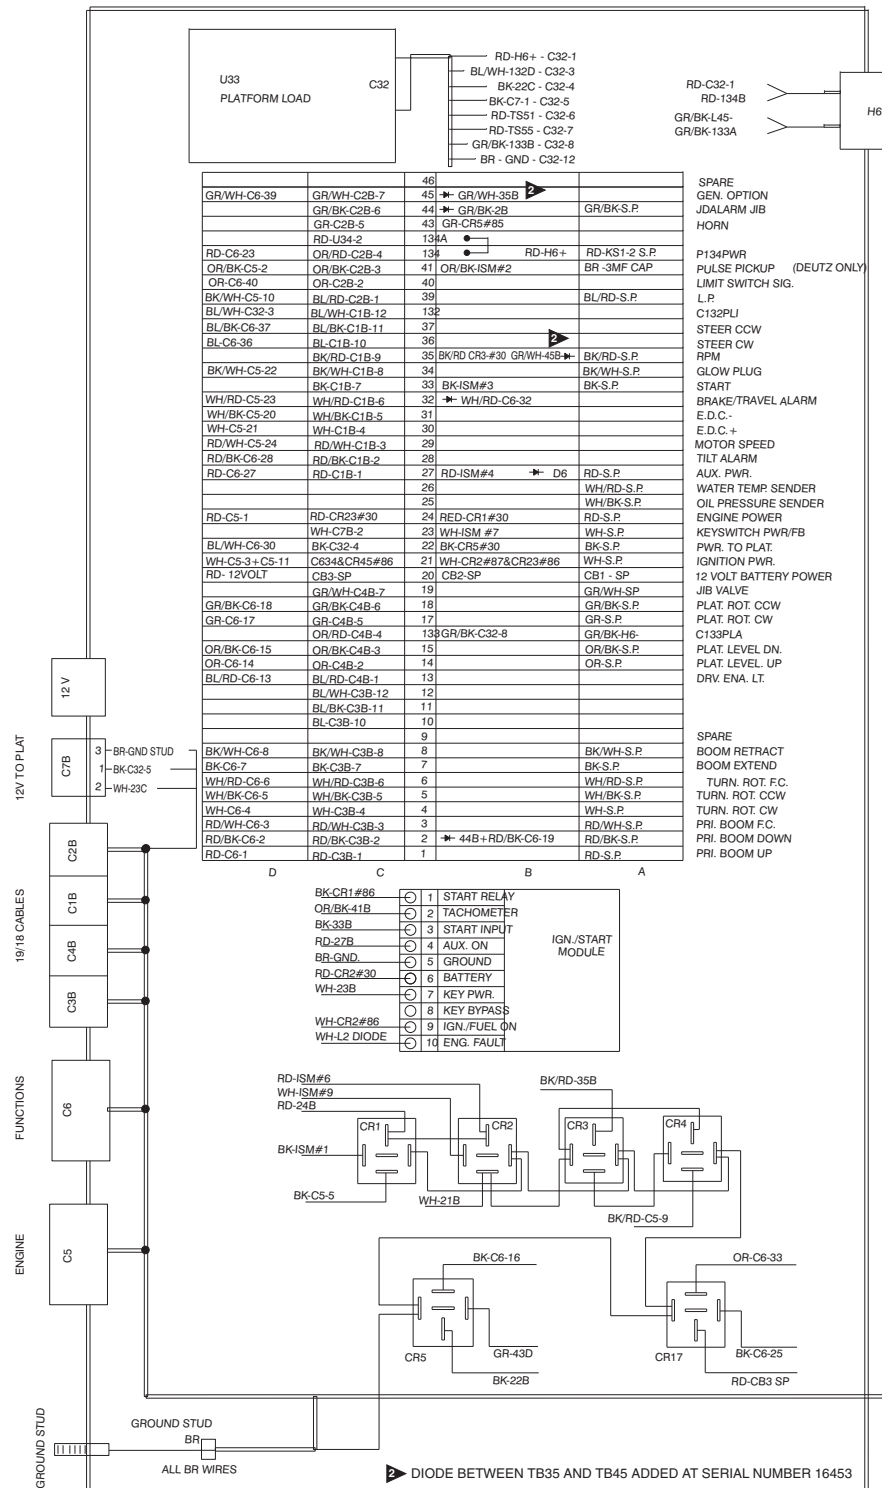 U33
PLATFORM LOAD
C32
RD-H6+ - C32-1
BL/WH-132D - C32-3
BK-22C - C32-4
BK-C7-1 - C32-5
RD-TS51 - C32-6
RD-TS55 - C32-7
GR/BK-133B - C32-8
BR - GND - C32-12
RD-C32-1
RD-134B
GR/BK-L45-
GR/BK-133A
H6
46 SPARE
GR/WH-C6-39 GR/WH-C2B-7 45 GR/WH-35B 2 GEN. OPTION
GR/BK-C2B-6 44 GR/BK-2B GR/BK-S.P. JDALARM JIB
GR-C2B-5 43 GR-CR5#85 HORN
RD-U34-2 134A
RD-C6-23 OR/RD-C2B-4 134 RD-H6+ RD-KS1-2 S.P. P134PWR
OR/BK-C5-2 OR/BK-C2B-3 41 OR/BK-ISM#2 BR -3MF CAP PULSE PICKUP (DEUTZ ONLY)
OR-C6-40 OR-C2B-2 40 LIMIT SWITCH SIG.
BK/WH-C5-10 BL/RD-C2B-1 39 BL/RD-S.P. L.P.
BL/WH-C32-3 BL/WH-C1B-12 132 C132PLI
BL/BK-C6-37 BL/BK-C1B-11 37 STEER CCW
BL-C6-36 BL-C1B-10 36 2 STEER CW
BK/RD-C1B-9 35 BK/RD CR3-#30 GR/WH-45B BK/RD-S.P. RPM
BK/WH-C5-22 BK/WH-C1B-8 34 BK/WH-S.P. GLOW PLUG
BK-C1B-7 33 BK-ISM#3 BK-S.P. START
WH/RD-C5-23 WH/RD-C1B-6 32 WH/RD-C6-32 BRAKE/TRAVEL ALARM
WH/BK-C5-20 WH/BK-C1B-5 31 E.D.C.-
WH-C5-21 WH-C1B-4 30 E.D.C.+
RD/WH-C5-24 RD/WH-C1B-3 29 MOTOR SPEED
RD/BK-C6-28 RD/BK-C1B-2 28 TILT ALARM
RD-C6-27 RD-C1B-1 27 RD-ISM#4 D6 RD-S.P. AUX. PWR.
26 WH/RD-S.P. WATER TEMP. SENDER
25 WH/BK-S.P. OIL PRESSURE SENDER
RD-C5-1 RD-CR23#30 24 RED-CR1#30 RD-S.P. ENGINE POWER
WH-C7B-2 23 WH-ISM #7 WH-S.P. KEYSWITCH PWR/FB
BL/WH-C6-30 BK-C32-4 22 BK-CR5#30 BK-S.P. PWR. TO PLAT.
WH-C5-3+C5-11 C634&CR45#86 21 WH-CR2#87&CR23#86 WH-S.P. IGNITION PWR.
RD- 12VOLT CB3-SP 20 CB2-SP CB1 - SP 12 VOLT BATTERY POWER
GR/WH-C4B-7 19 GR/WH-SP JIB VALVE
GR/BK-C6-18 GR/BK-C4B-6 18 GR/BK-S.P. PLAT. ROT. CCW
GR-C6-17 GR-C4B-5 17 GR-S.P. PLAT. ROT. CW
OR/RD-C4B-4 133 GR/BK-C32-8 GR/BK-H6- C133PLA
OR/BK-C6-15 OR/BK-C4B-3 15 OR/BK-S.P. PLAT. LEVEL DN.
OR-C6-14 OR-C4B-2 14 OR-S.P. PLAT. LEVEL. UP
BL/RD-C6-13 BL/RD-C4B-1 13 DRV. ENA. LT.
BL/WH-C3B-12 12
BL/BK-C3B-11 11
BL-C3B-10 10
9 SPARE
BK/WH-C6-8 BK/WH-C3B-8 8 BK/WH-S.P. BOOM RETRACT
BK-C6-7 BK-C3B-7 7 BK-S.P. BOOM EXTEND
WH/RD-C6-6 WH/RD-C3B-6 6 WH/RD-S.P. TURN. ROT. F.C.
WH/BK-C6-5 WH/BK-C3B-5 5 WH/BK-S.P. TURN. ROT. CCW
WH-C6-4 WH-C3B-4 4 WH-S.P. TURN. ROT. CW
RD/WH-C6-3 RD/WH-C3B-3 3 RD/WH-S.P. PRI. BOOM F.C.
RD/BK-C6-2 RD/BK-C3B-2 2 44B+RD/BK-C6-19 RD/BK-S.P. PRI. BOOM DOWN
RD-C6-1 RD-C3B-1 1 RD-S.P. PRI. BOOM UP
D C B A
12 V
12V TO PLAT
C7B
3 BR-GND STUD
1 BK-C32-5
2 WH-23C
19/18 CABLES
C2B
C1B
C4B
C3B
FUNCTIONS
C6
ENGINE
C5
BK-CR1#86 1 START RELAY
OR/BK-41B 2 TACHOMETER
BK-33B 3 START INPUT
RD-27B 4 AUX. ON
BR-GND. 5 GROUND
RD-CR2#30 6 BATTERY
WH-23B 7 KEY PWR.
8 KEY BYPASS
WH-CR2#86 9 IGN./FUEL ON
WH-L2 DIODE 10 ENG. FAULT
IGN./START
MODULE
RD-ISM#6
WH-ISM#9
RD-24B
BK/RD-35B
CR1
CR2
CR3
CR4
BK-ISM#1
BK-C5-5
WH-21B
BK/RD-C5-9
BK-C6-16
OR-C6-33
CR5
GR-43D
BK-22B
CR17
BK-C6-25
RD-CB3 SP
GROUND STUD
GROUND STUD
BR
ALL BR WIRES
2 DIODE BETWEEN TB35 AND TB45 ADDED AT SERIAL NUMBER 16453